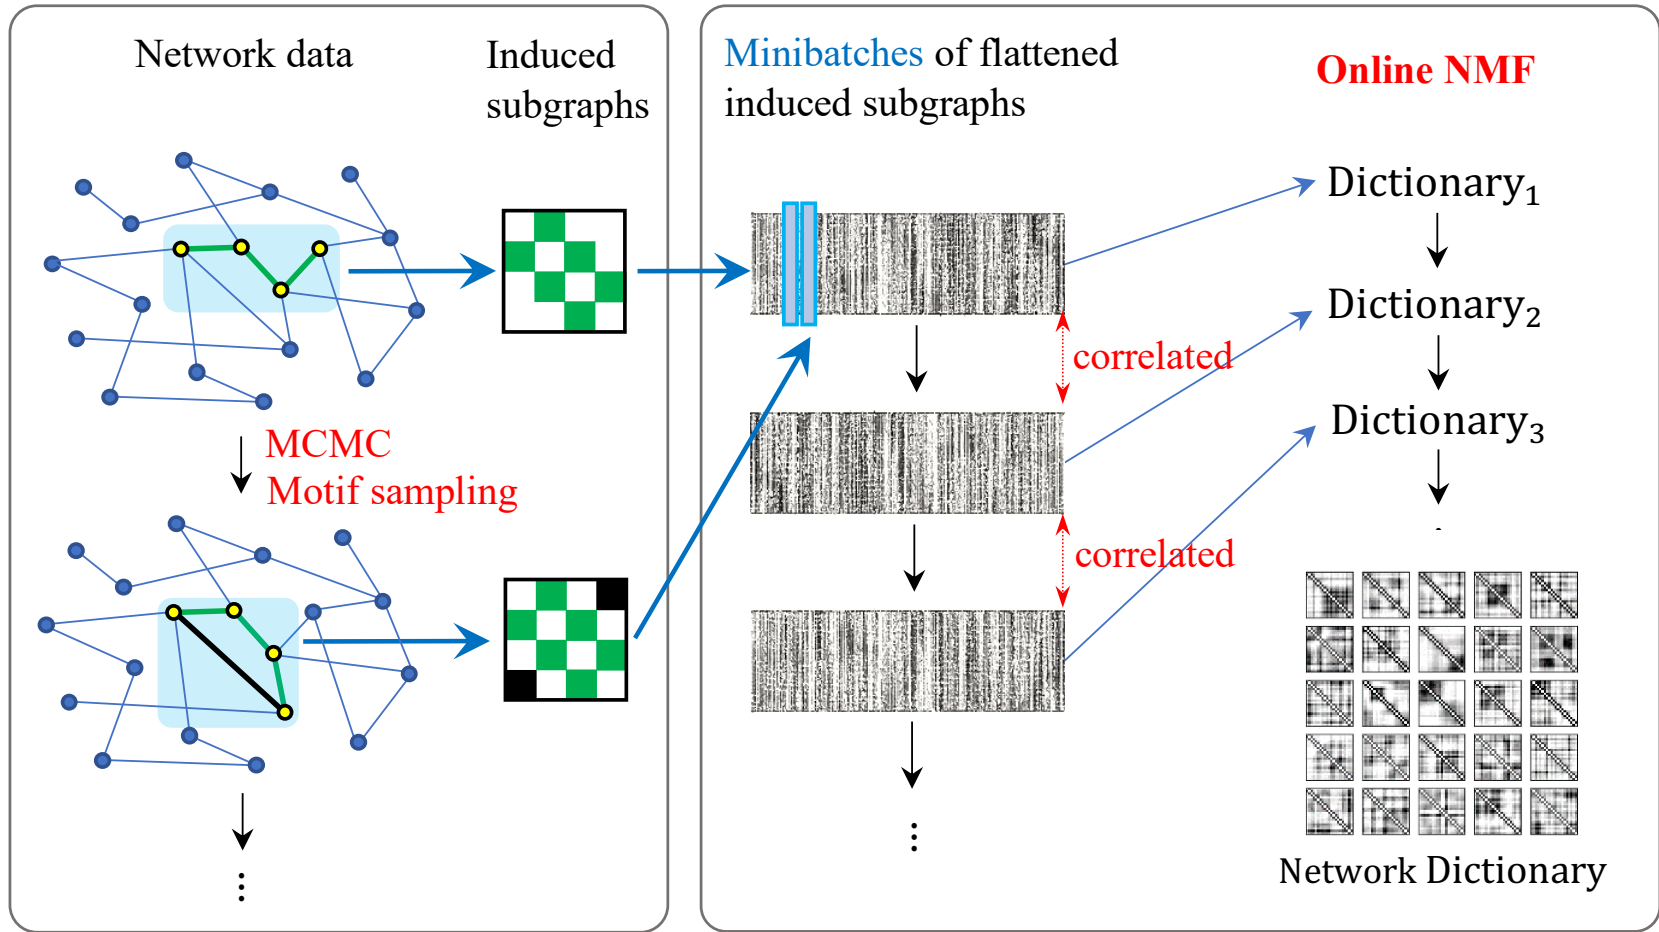 Network data
Induced
subgraphs
MCMC
Motif sampling
⋮
Minibatches of flattened
induced subgraphs
correlated
correlated
⋮
Online NMF
Dictionary₁
Dictionary₂
Dictionary₃
.
Network Dictionary